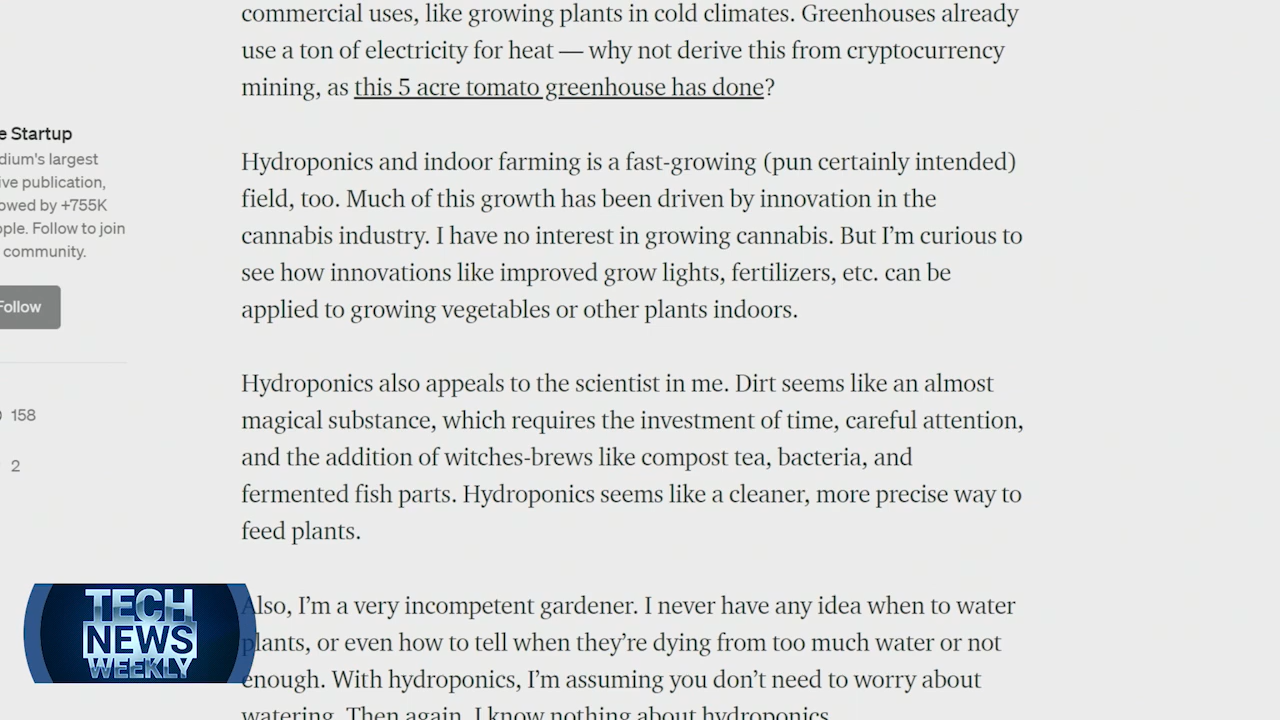 commercial uses, like growing plants in cold climates. Greenhouses already
use a ton of electricity for heat — why not derive this from cryptocurrency
mining, as this 5 acre tomato greenhouse has done?
e Startup
dium's largest
ive publication,
owed by +755K
ople. Follow to join
community.
Follow
158
2
Hydroponics and indoor farming is a fast-growing (pun certainly intended)
field, too. Much of this growth has been driven by innovation in the
cannabis industry. I have no interest in growing cannabis. But I’m curious to
see how innovations like improved grow lights, fertilizers, etc. can be
applied to growing vegetables or other plants indoors.
Hydroponics also appeals to the scientist in me. Dirt seems like an almost
magical substance, which requires the investment of time, careful attention,
and the addition of witches-brews like compost tea, bacteria, and
fermented fish parts. Hydroponics seems like a cleaner, more precise way to
feed plants.
Also, I’m a very incompetent gardener. I never have any idea when to water
plants, or even how to tell when they’re dying from too much water or not
enough. With hydroponics, I’m assuming you don’t need to worry about
watering. Then again, I know nothing about hydroponics.
TECH
NEWS
WEEKLY